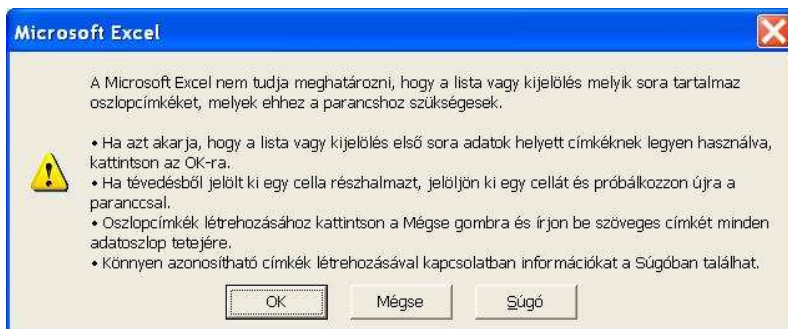 Microsoft Excel
A Microsoft Excel nem tudja meghatározni, hogy a lista vagy kijelölés melyik sora tartalmaz
oszlopcímkéket, melyek ehhez a parancshoz szükségesek.
• Ha azt akarja, hogy a lista vagy kijelölés első sora adatok helyett címkéknek legyen használva,
kattintson az OK-ra.
• Ha tévedésből jelölt ki egy cella részhalmazt, jelöljön ki egy cellát és próbálkozzon újra a
paranccsal.
• Oszlopcímkék létrehozásához kattintson a Mégse gombra és írjon be szöveges címkét minden
adatoszlop tetejére.
• Könnyen azonosítható címkék létrehozásával kapcsolatban információkat a Súgóban találhat.
OK Mégse Súgó